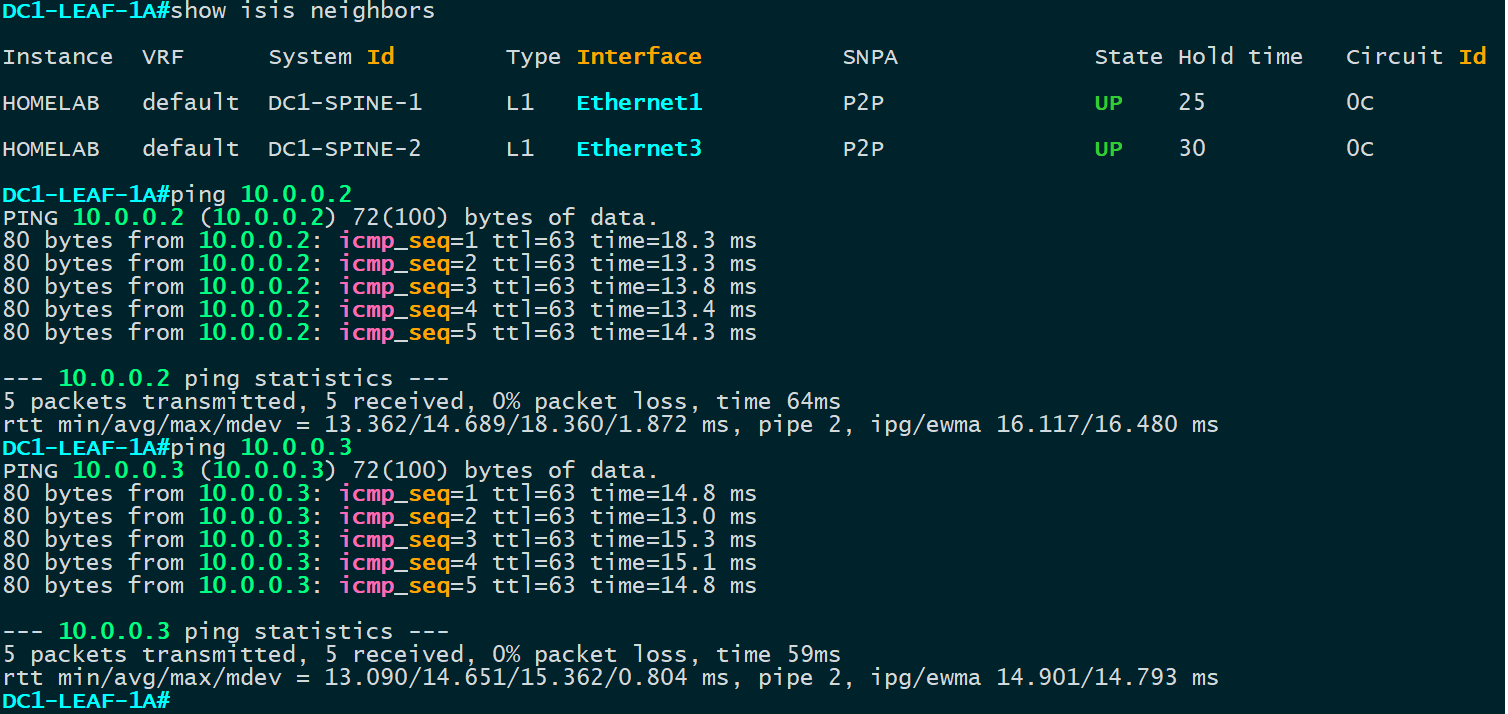 DC1-LEAF-1A#show isis neighbors
Instance VRF System Id Type Interface SNPA State Hold time Circuit Id
HOMELAB default DC1-SPINE-1 L1 Ethernet1 P2P UP 25 0C
HOMELAB default DC1-SPINE-2 L1 Ethernet3 P2P UP 30 0C
DC1-LEAF-1A#ping 10.0.0.2
PING 10.0.0.2 (10.0.0.2) 72(100) bytes of data.
80 bytes from 10.0.0.2: icmp_seq=1 ttl=63 time=18.3 ms
80 bytes from 10.0.0.2: icmp_seq=2 ttl=63 time=13.3 ms
80 bytes from 10.0.0.2: icmp_seq=3 ttl=63 time=13.8 ms
80 bytes from 10.0.0.2: icmp_seq=4 ttl=63 time=13.4 ms
80 bytes from 10.0.0.2: icmp_seq=5 ttl=63 time=14.3 ms
--- 10.0.0.2 ping statistics ---
5 packets transmitted, 5 received, 0% packet loss, time 64ms
rtt min/avg/max/mdev = 13.362/14.689/18.360/1.872 ms, pipe 2, ipg/ewma 16.117/16.480 ms
DC1-LEAF-1A#ping 10.0.0.3
PING 10.0.0.3 (10.0.0.3) 72(100) bytes of data.
80 bytes from 10.0.0.3: icmp_seq=1 ttl=63 time=14.8 ms
80 bytes from 10.0.0.3: icmp_seq=2 ttl=63 time=13.0 ms
80 bytes from 10.0.0.3: icmp_seq=3 ttl=63 time=15.3 ms
80 bytes from 10.0.0.3: icmp_seq=4 ttl=63 time=15.1 ms
80 bytes from 10.0.0.3: icmp_seq=5 ttl=63 time=14.8 ms
--- 10.0.0.3 ping statistics ---
5 packets transmitted, 5 received, 0% packet loss, time 59ms
rtt min/avg/max/mdev = 13.090/14.651/15.362/0.804 ms, pipe 2, ipg/ewma 14.901/14.793 ms
DC1-LEAF-1A#